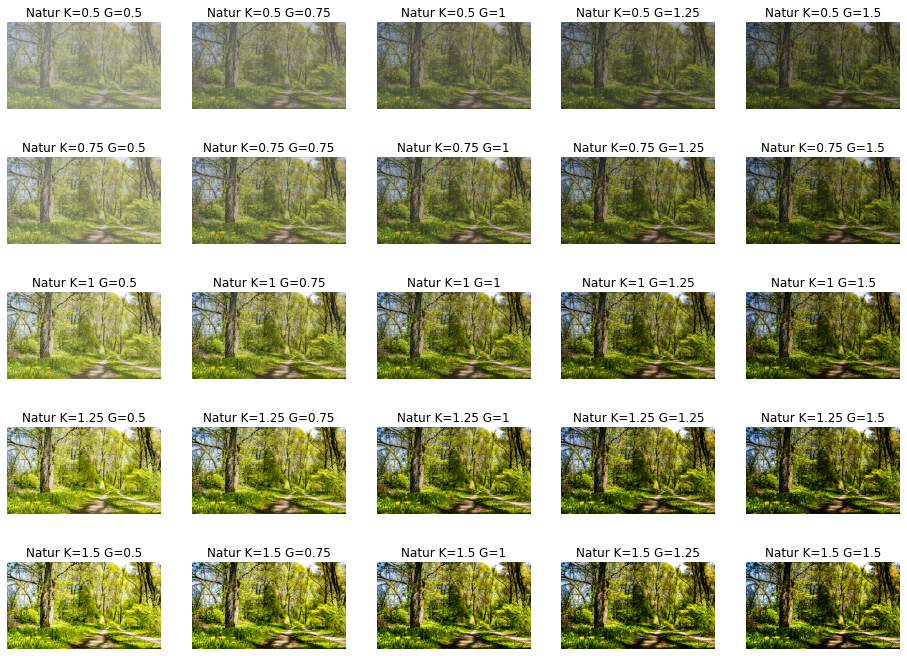 Natur K=0.5 G=0.5
Natur K=0.5 G=0.75
Natur K=0.5 G=1
Natur K=0.5 G=1.25
Natur K=0.5 G=1.5
Natur K=0.75 G=0.5
Natur K=0.75 G=0.75
Natur K=0.75 G=1
Natur K=0.75 G=1.25
Natur K=0.75 G=1.5
Natur K=1 G=0.5
Natur K=1 G=0.75
Natur K=1 G=1
Natur K=1 G=1.25
Natur K=1 G=1.5
Natur K=1.25 G=0.5
Natur K=1.25 G=0.75
Natur K=1.25 G=1
Natur K=1.25 G=1.25
Natur K=1.25 G=1.5
Natur K=1.5 G=0.5
Natur K=1.5 G=0.75
Natur K=1.5 G=1
Natur K=1.5 G=1.25
Natur K=1.5 G=1.5